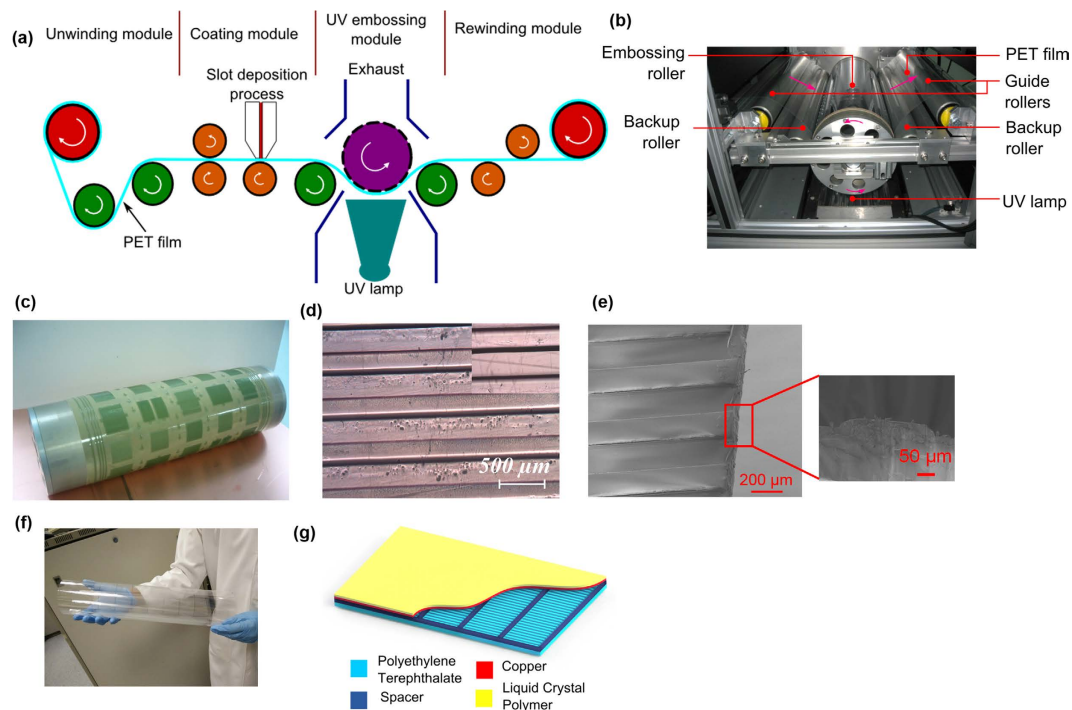 (a)
Unwinding module
Coating module
UV embossing
module
Rewinding module
Slot deposition
process
Exhaust
PET film
UV lamp
(b)
Embossing
roller
Backup
roller
PET film
Guide
rollers
Backup
roller
UV lamp
(c)
(d)
500 μm
(e)
200 μm
50 μm
(f)
(g)
Polyethylene
Terephthalate
Copper
Spacer
Liquid Crystal
Polymer